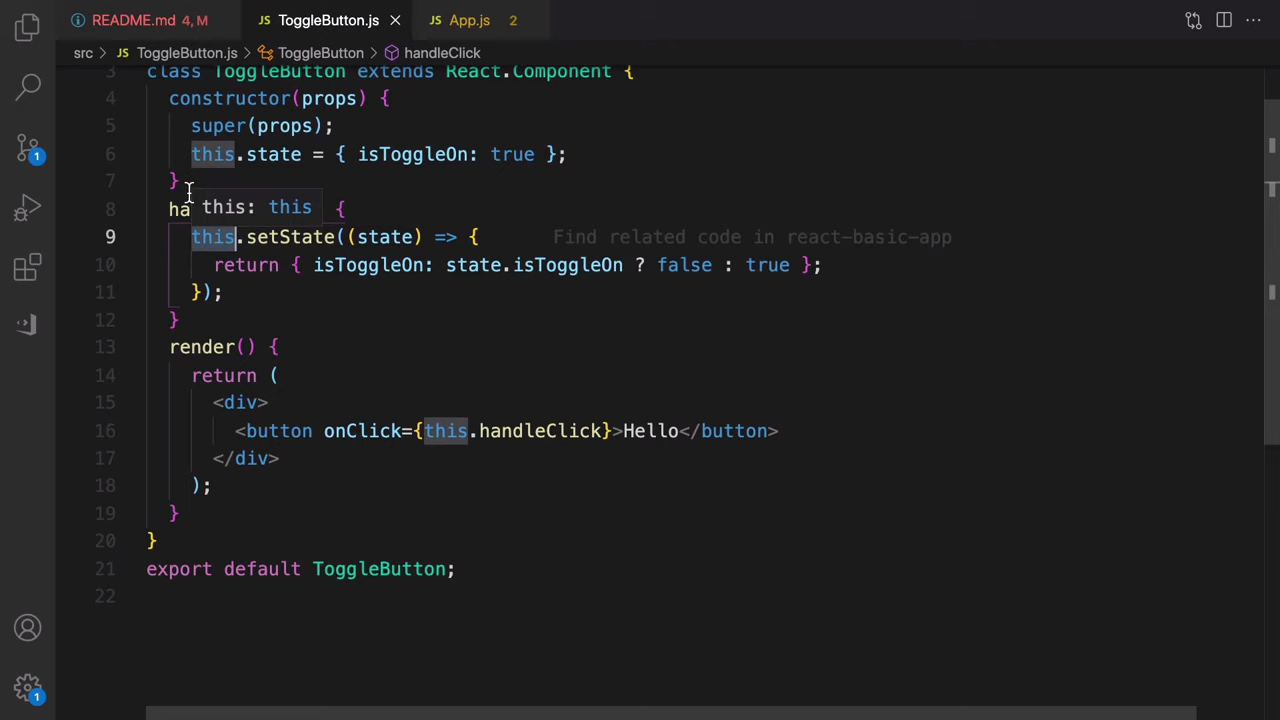 README.md 4, M
JS ToggleButton.js
JS App.js 2
src > JS ToggleButton.js > ToggleButton > handleClick
3 class ToggleButton extends React.Component {
4 constructor(props) {
5 super(props);
6 this.state = { isToggleOn: true };
7 }
8 ha {
this: this
9 this.setState((state) => { Find related code in react-basic-app
10 return { isToggleOn: state.isToggleOn ? false : true };
11 });
12 }
13 render() {
14 return (
15 <div>
16 <button onClick={this.handleClick}>Hello</button>
17 </div>
18 );
19 }
20 }
21 export default ToggleButton;
22
1
1